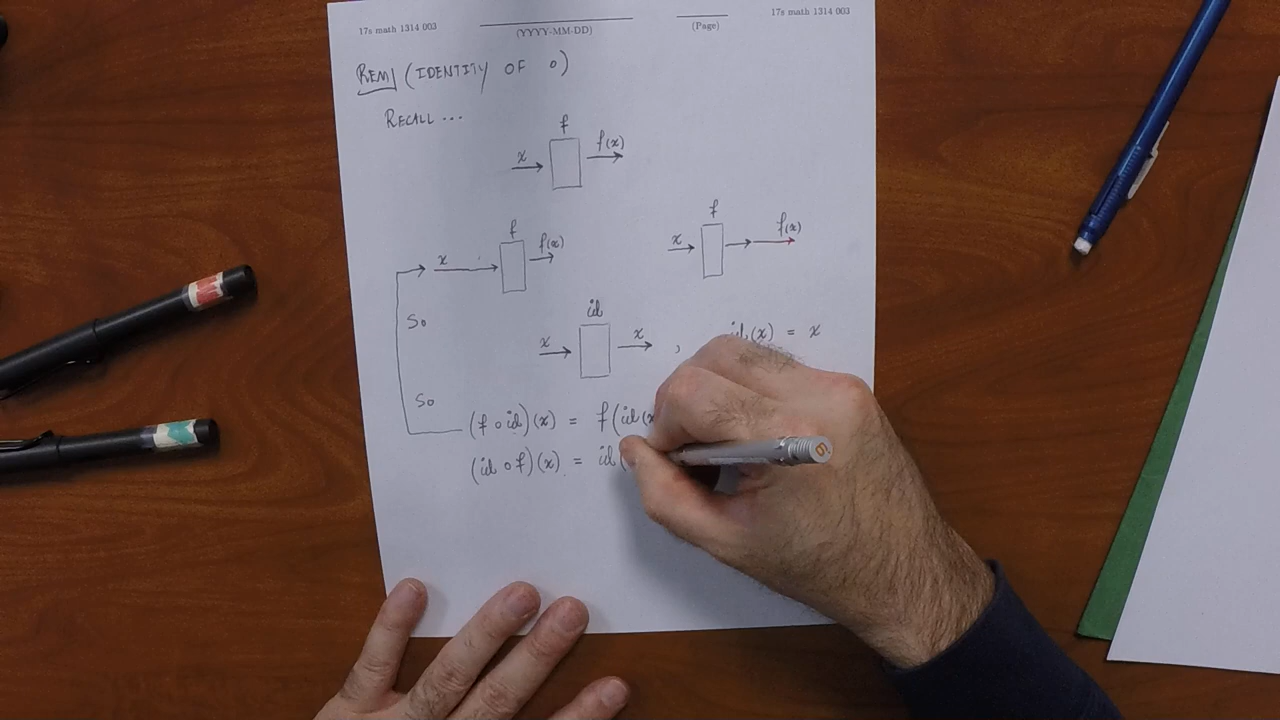 17s math 1314 003 (YYYY-MM-DD) (Page) 17s math 1314 003
REM (IDENTITY OF o)
RECALL ...
f
x f(x)
f f
x f(x) x f(x)
So
id
x x , id(x) = x
So
(f o id)(x) = f(id(x
(id o f)(x) = id(